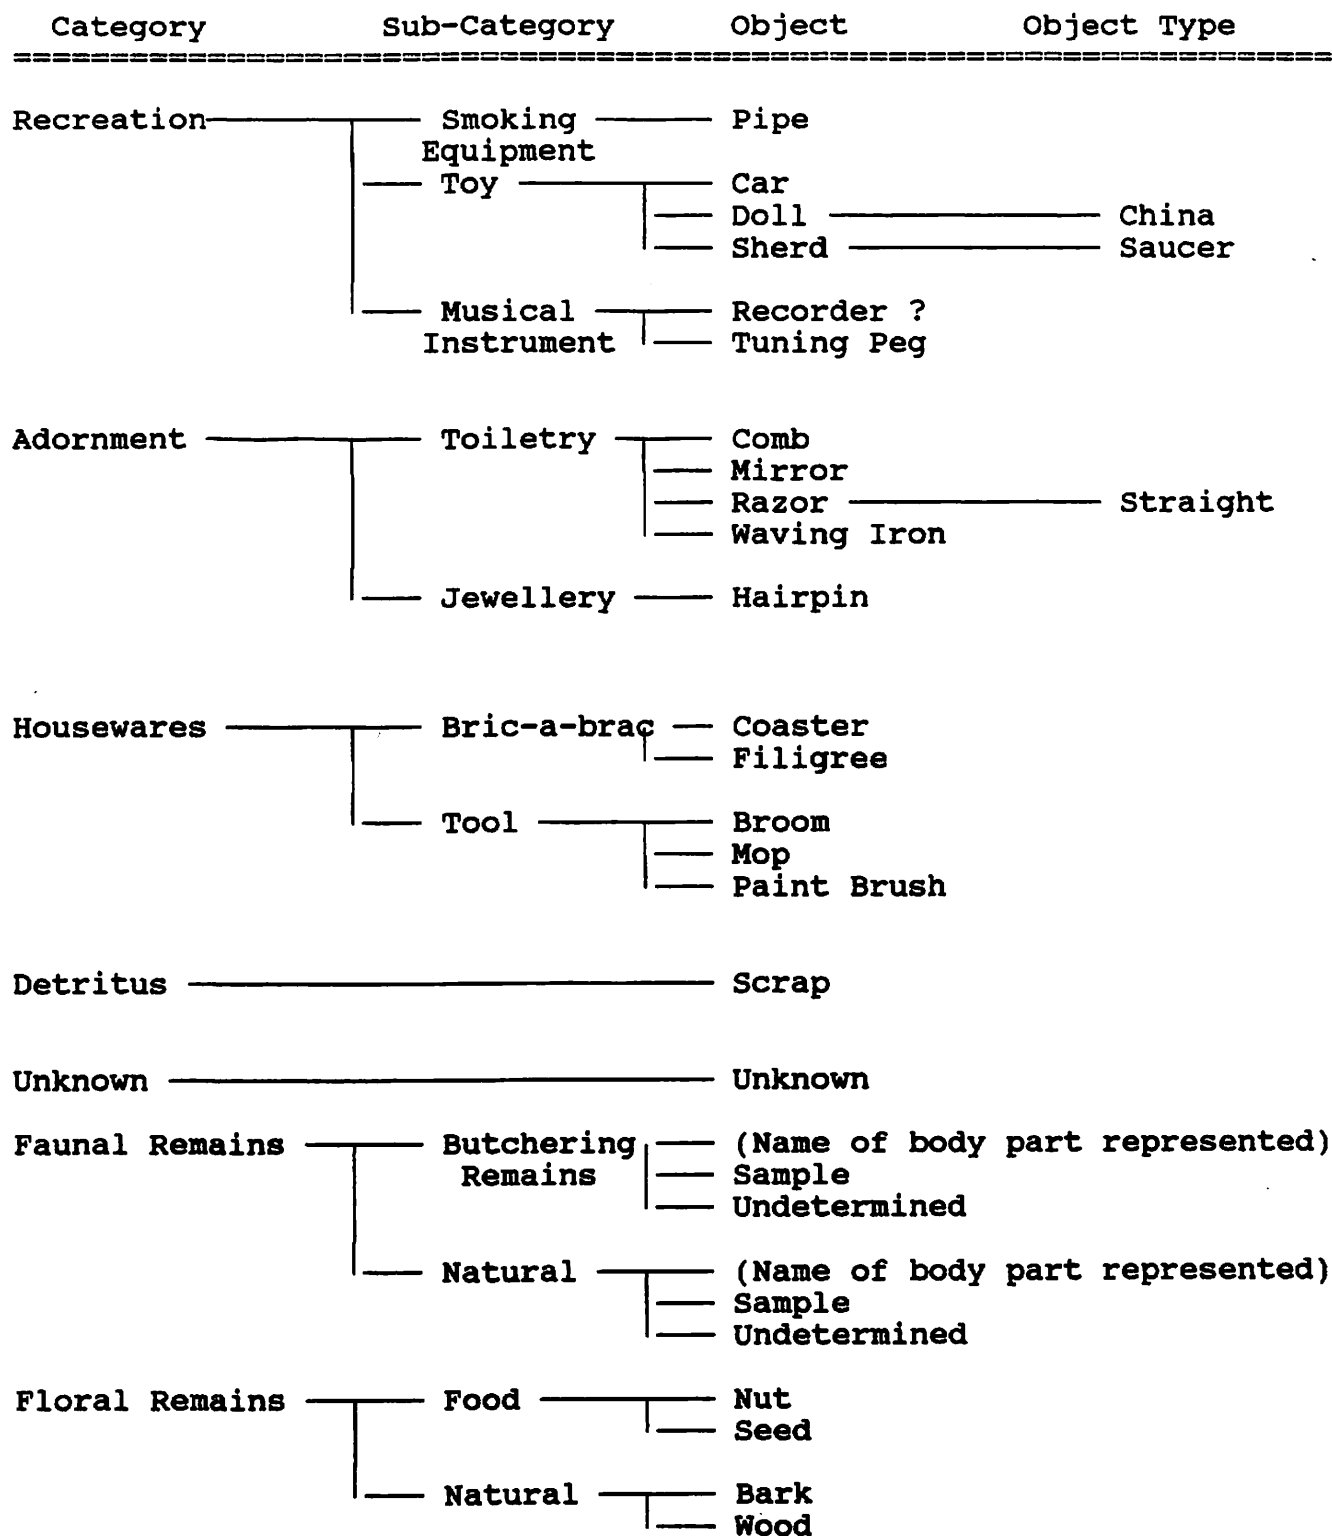 Category Sub-Category Object Object Type
Recreation Smoking Pipe
Equipment
Toy Car
Doll China
Sherd Saucer
Musical Recorder ?
Instrument Tuning Peg
Adornment Toiletry Comb
Mirror
Razor Straight
Waving Iron
Jewellery Hairpin
Housewares Bric-a-brac Coaster
Filigree
Tool Broom
Mop
Paint Brush
Detritus Scrap
Unknown Unknown
Faunal Remains Butchering (Name of body part represented)
Remains Sample
Undetermined
Natural (Name of body part represented)
Sample
Undetermined
Floral Remains Food Nut
Seed
Natural Bark
Wood